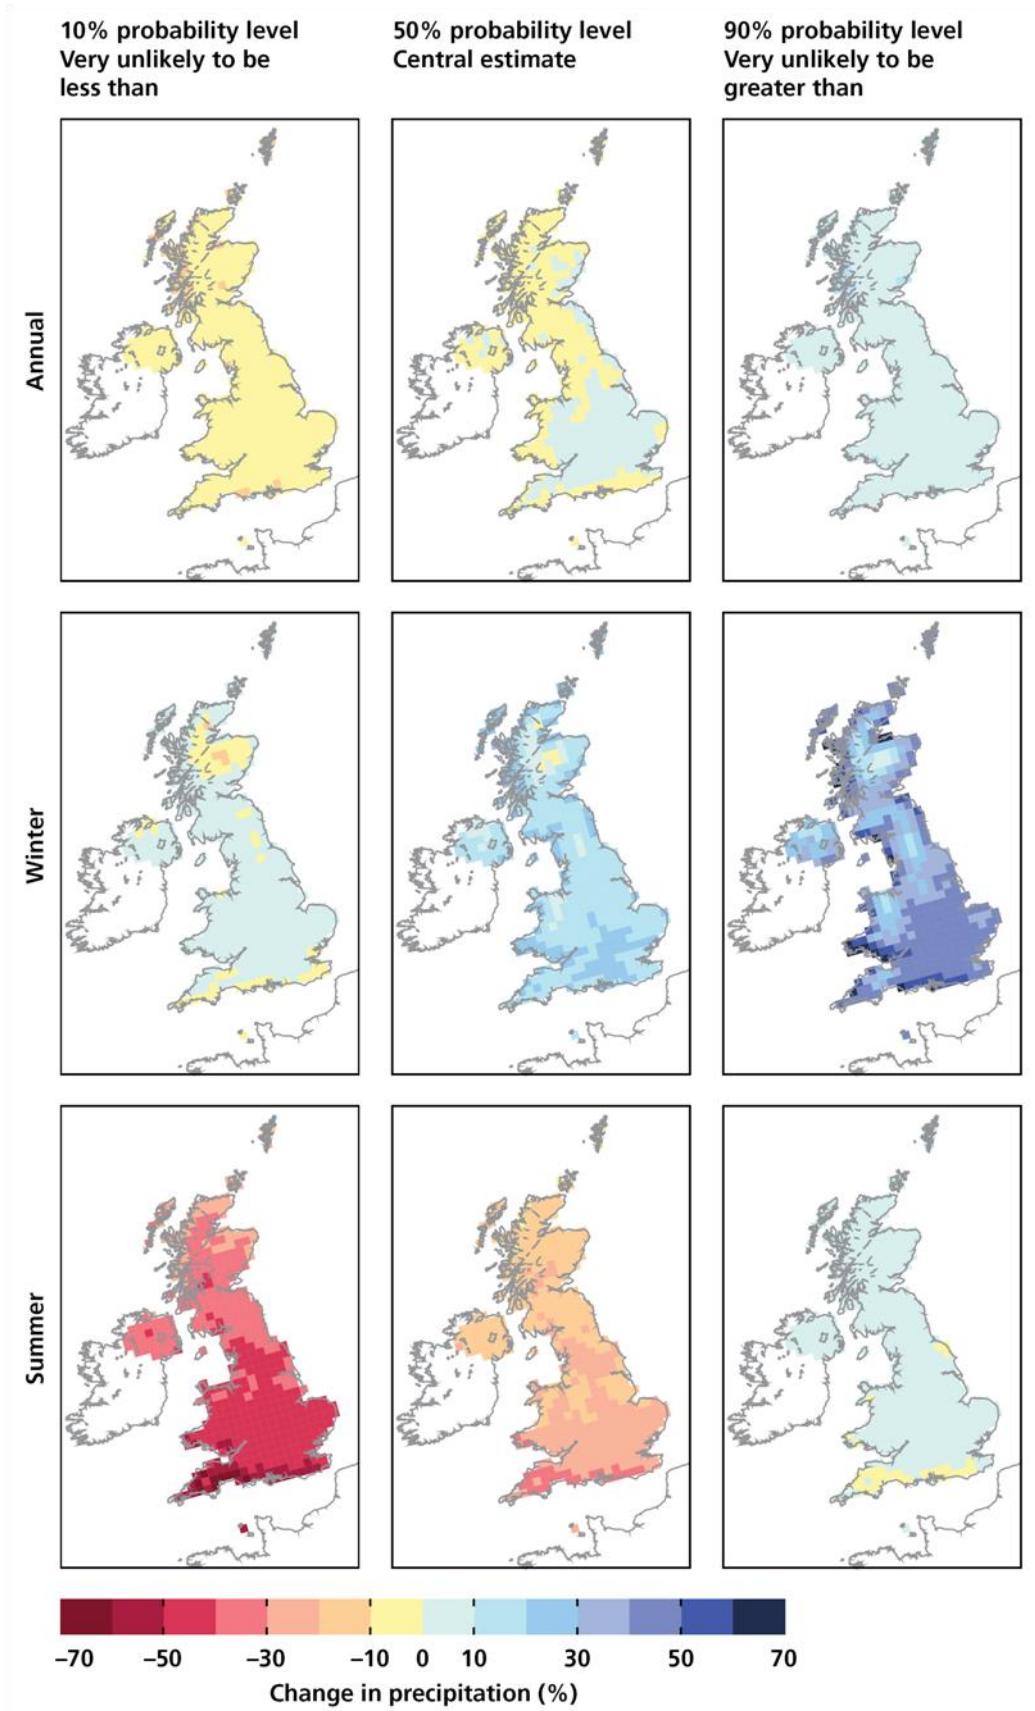 10% probability level
Very unlikely to be
less than
50% probability level
Central estimate
90% probability level
Very unlikely to be
greater than
Annual
Winter
Summer
–70 –50 –30 –10 0 10 30 50 70
Change in precipitation (%)